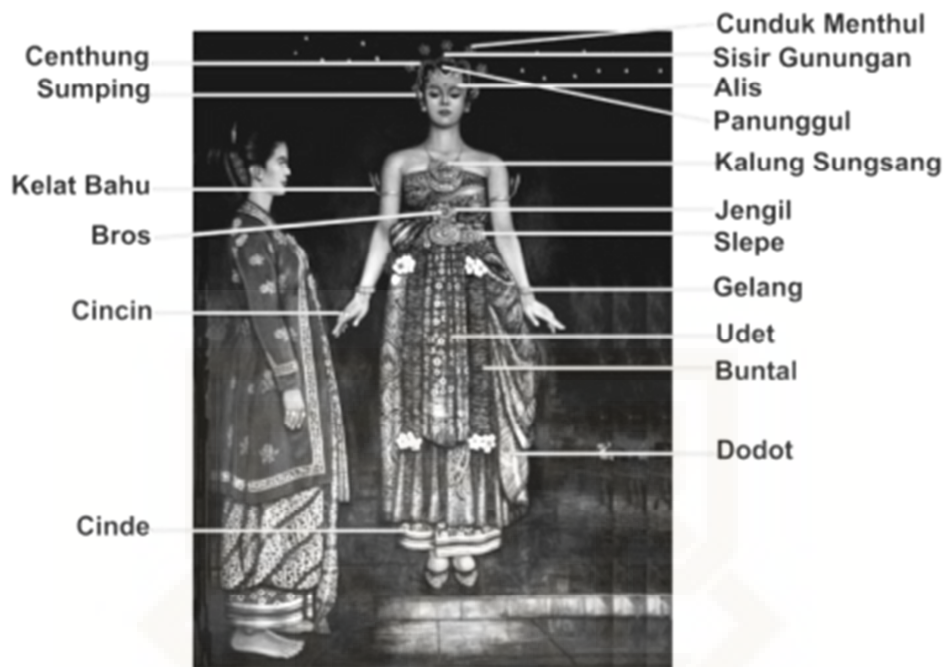 Centhung
Sumping
Kelat Bahu
Bros
Cincin
Cinde
Cunduk Menthul
Sisir Gunungan
Alis
Panunggul
Kalung Sungsang
Jengil
Slepe
Gelang
Udet
Buntal
Dodot